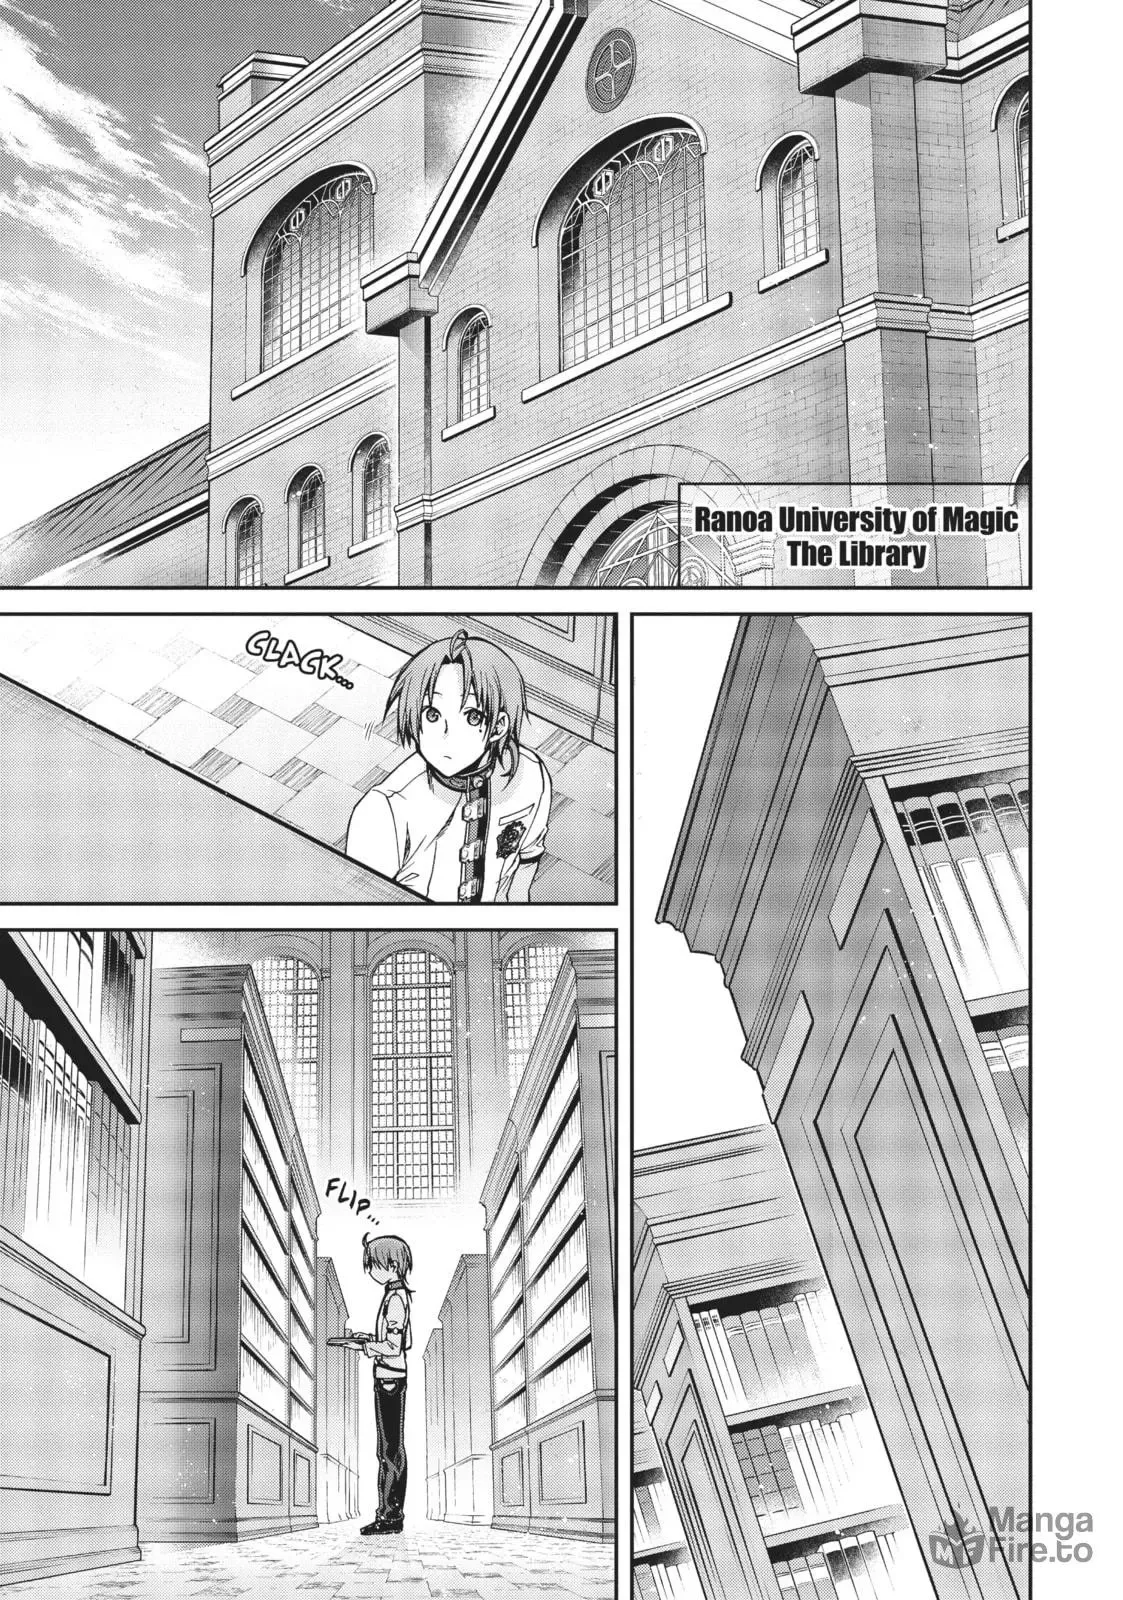 Ranoa University of Magic
The Library
CLACK...
FLIP...
Manga
Fire.to